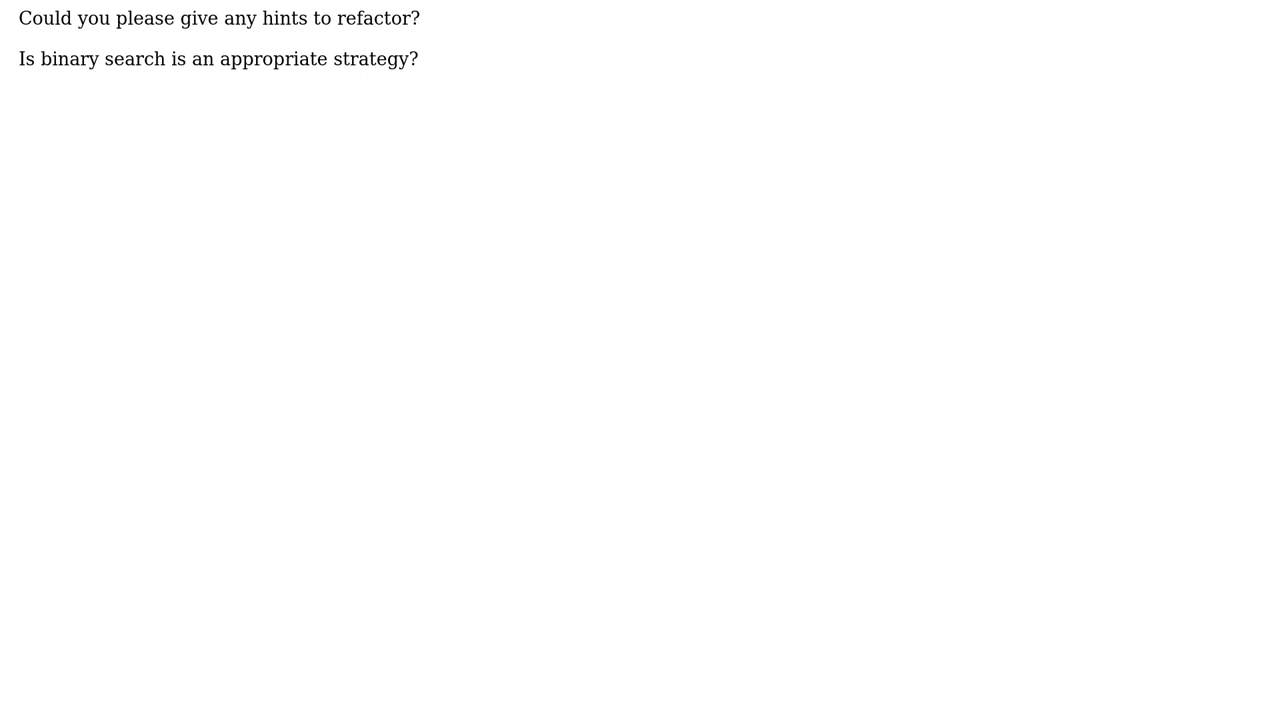 Could you please give any hints to refactor?
Is binary search is an appropriate strategy?